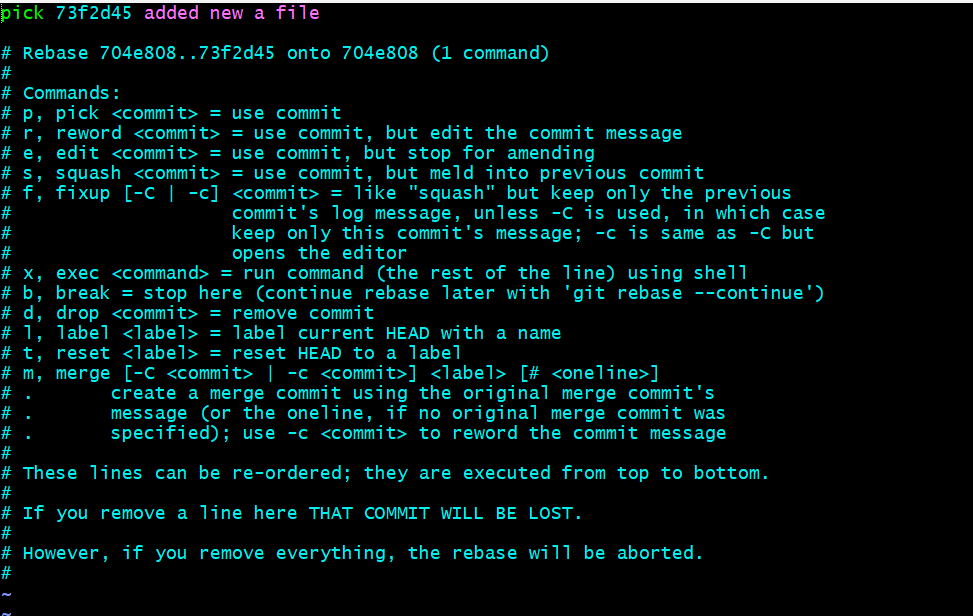 pick 73f2d45 added new a file

# Rebase 704e808..73f2d45 onto 704e808 (1 command)
#
# Commands:
# p, pick <commit> = use commit
# r, reword <commit> = use commit, but edit the commit message
# e, edit <commit> = use commit, but stop for amending
# s, squash <commit> = use commit, but meld into previous commit
# f, fixup [-C | -c] <commit> = like "squash" but keep only the previous
#                    commit's log message, unless -C is used, in which case
#                    keep only this commit's message; -c is same as -C but
#                    opens the editor
# x, exec <command> = run command (the rest of the line) using shell
# b, break = stop here (continue rebase later with 'git rebase --continue')
# d, drop <commit> = remove commit
# l, label <label> = label current HEAD with a name
# t, reset <label> = reset HEAD to a label
# m, merge [-C <commit> | -c <commit>] <label> [# <oneline>]
# .       create a merge commit using the original merge commit's
# .       message (or the oneline, if no original merge commit was
# .       specified); use -c <commit> to reword the commit message
#
# These lines can be re-ordered; they are executed from top to bottom.
#
# If you remove a line here THAT COMMIT WILL BE LOST.
#
# However, if you remove everything, the rebase will be aborted.
#
~
~